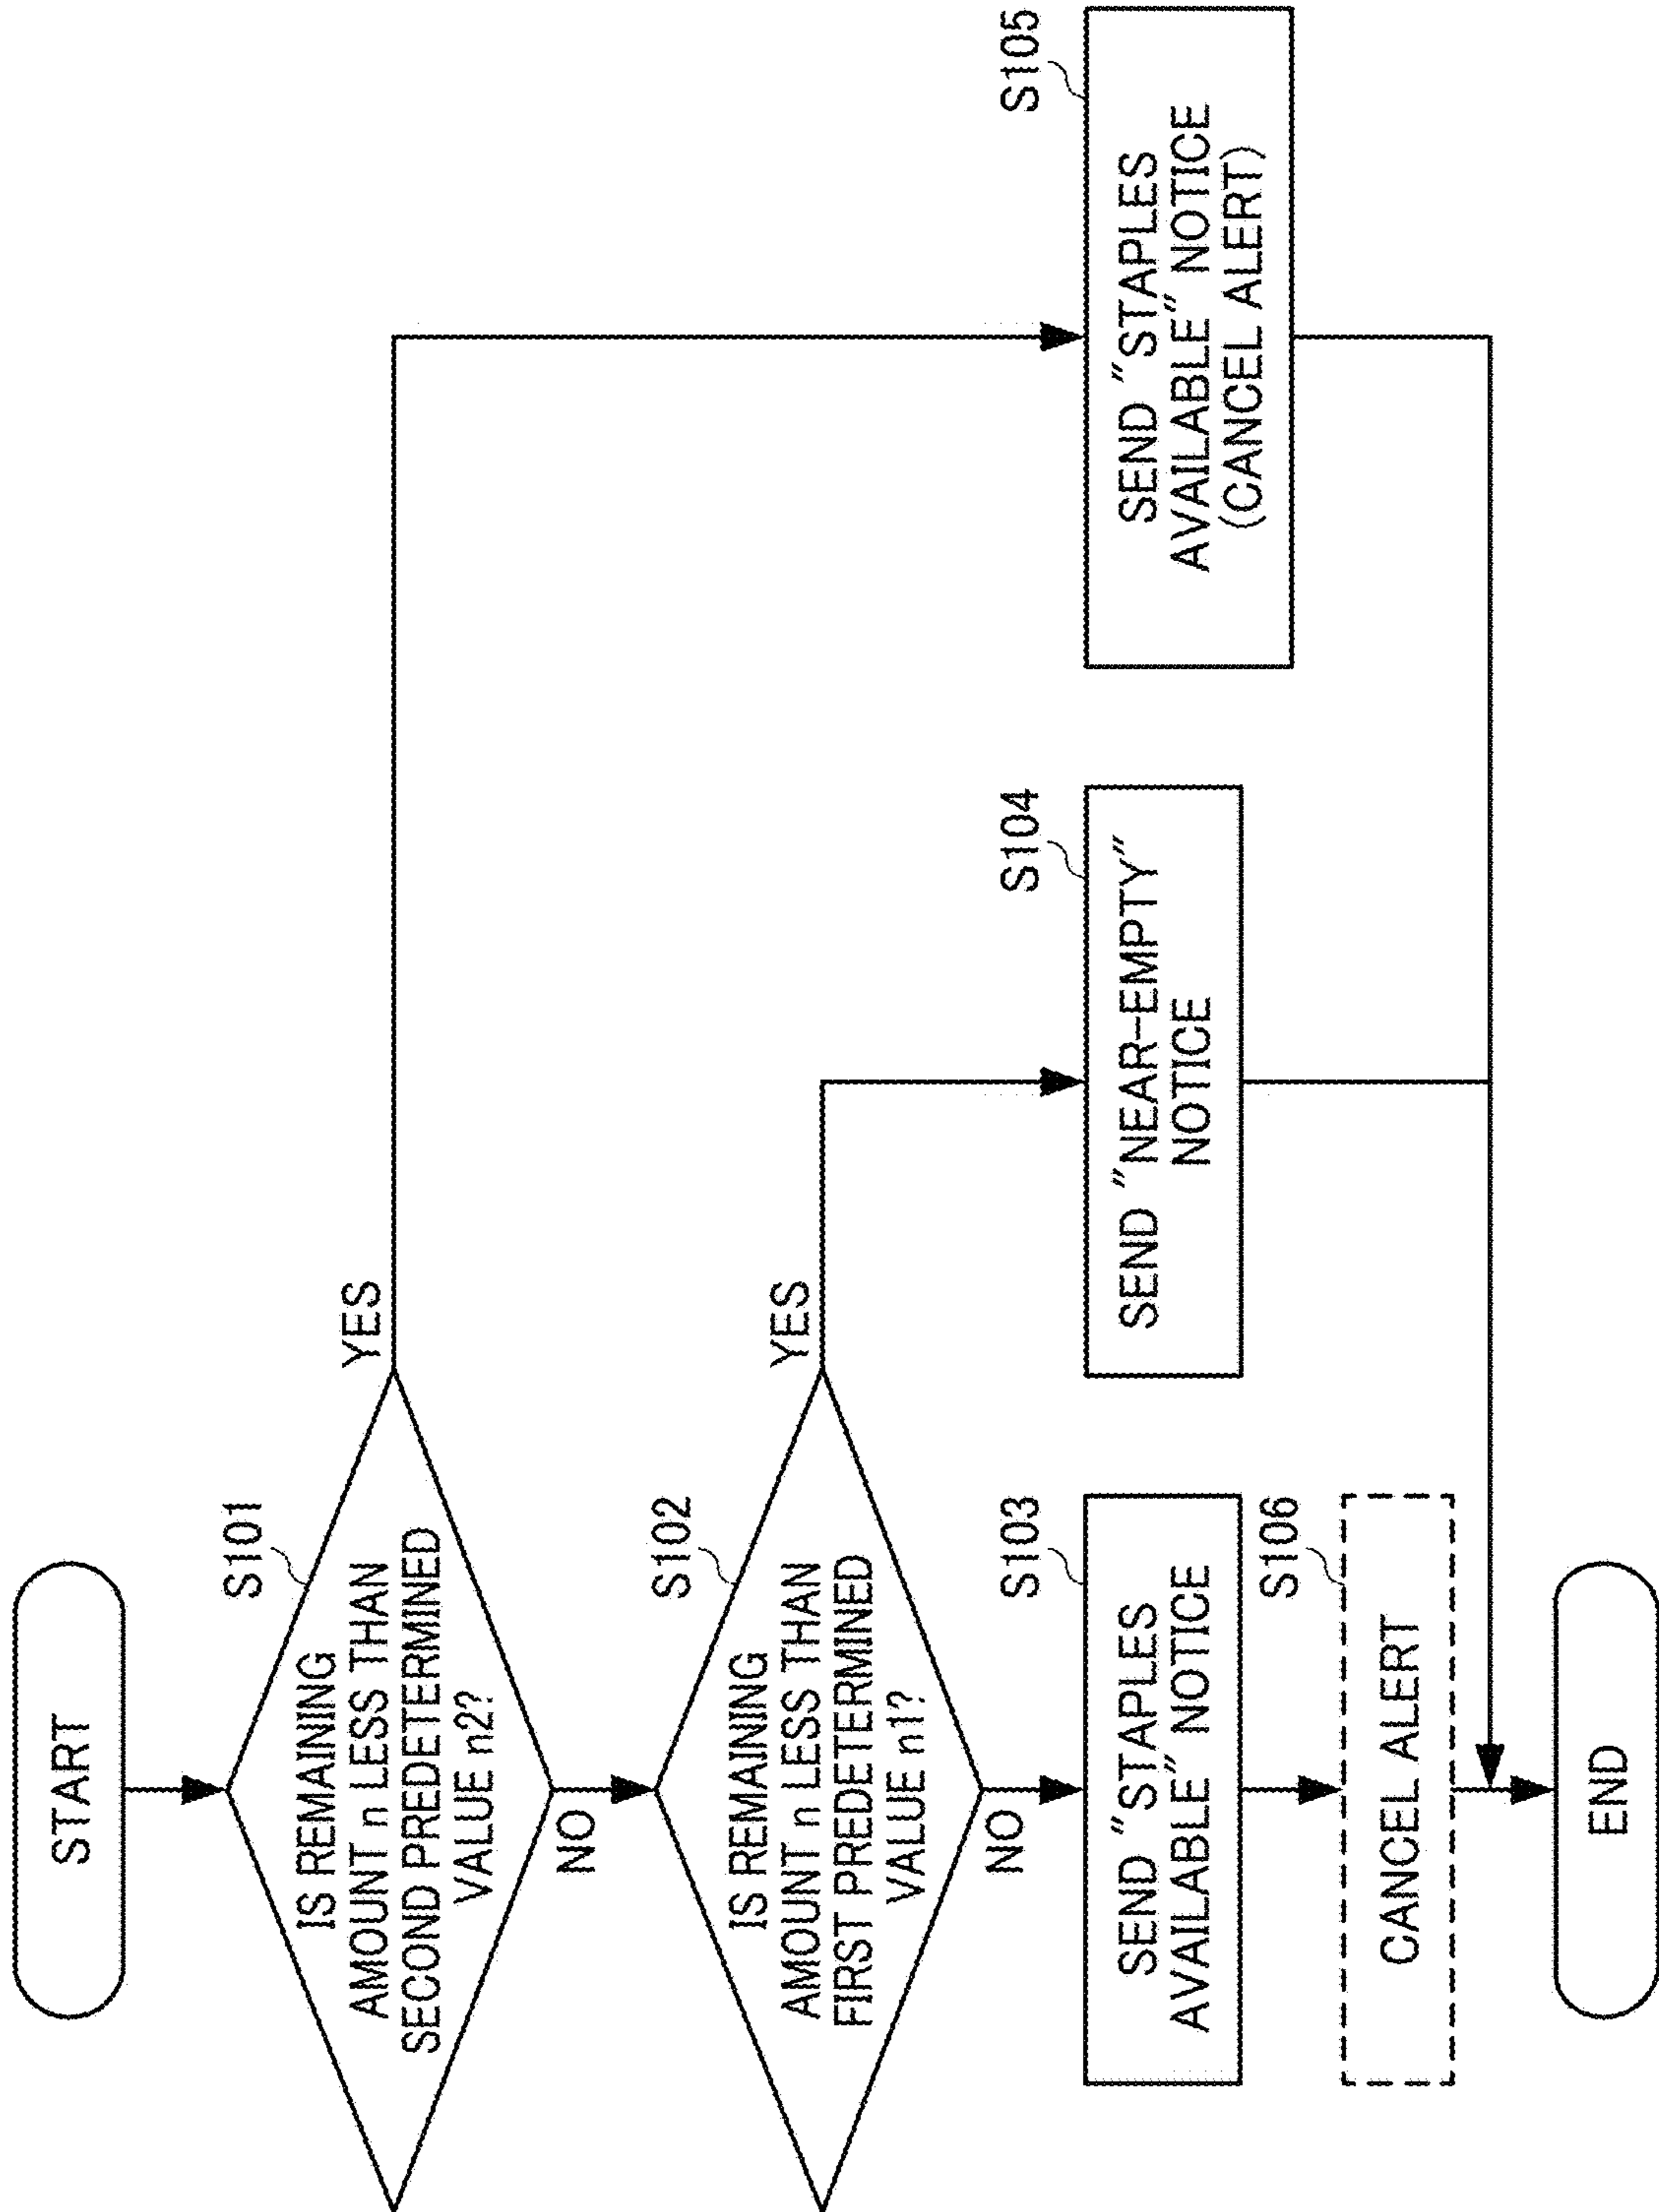 START
S101
IS REMAINING
AMOUNT n LESS THAN
SECOND PREDETERMINED
VALUE n2?
YES
NO
S102
IS REMAINING
AMOUNT n LESS THAN
FIRST PREDETERMINED
VALUE n1?
YES
NO
S103
SEND "STAPLES
AVAILABLE" NOTICE
S104
SEND "NEAR-EMPTY"
NOTICE
S105
SEND "STAPLES
AVAILABLE" NOTICE
(CANCEL ALERT)
S106
CANCEL ALERT
END